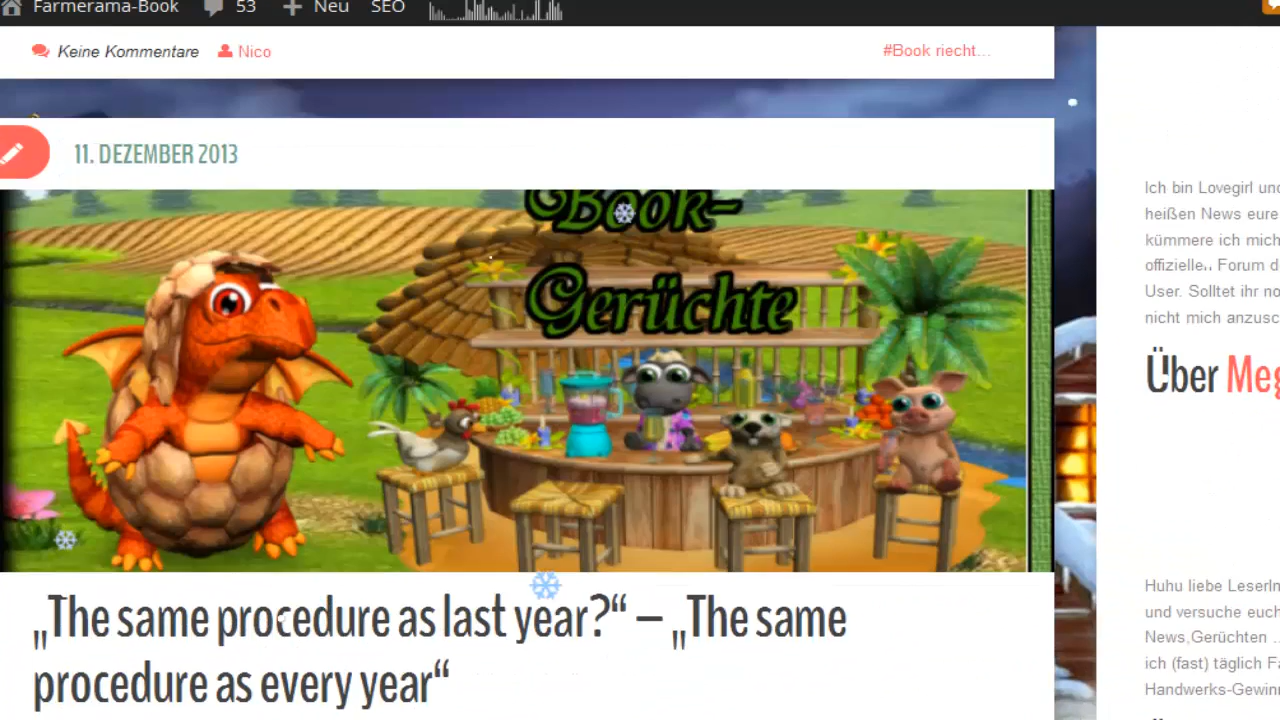 Farmerama-Book 53 Neu SEO
Keine Kommentare Nico #Book riecht...
11. DEZEMBER 2013
Book-
Gerüchte
„The same procedure as last year?“ – „The same
procedure as every year“
Ich bin Lovegirl und
heißen News eure
kümmere ich mich
offizielle.. Forum d
User. Solltet ihr no
nicht mich anzusc
Über Meg
Huhu liebe LeserIn
und versuche euch
News,Gerüchten ..
ich (fast) täglich Fa
Handwerks-Gewinn